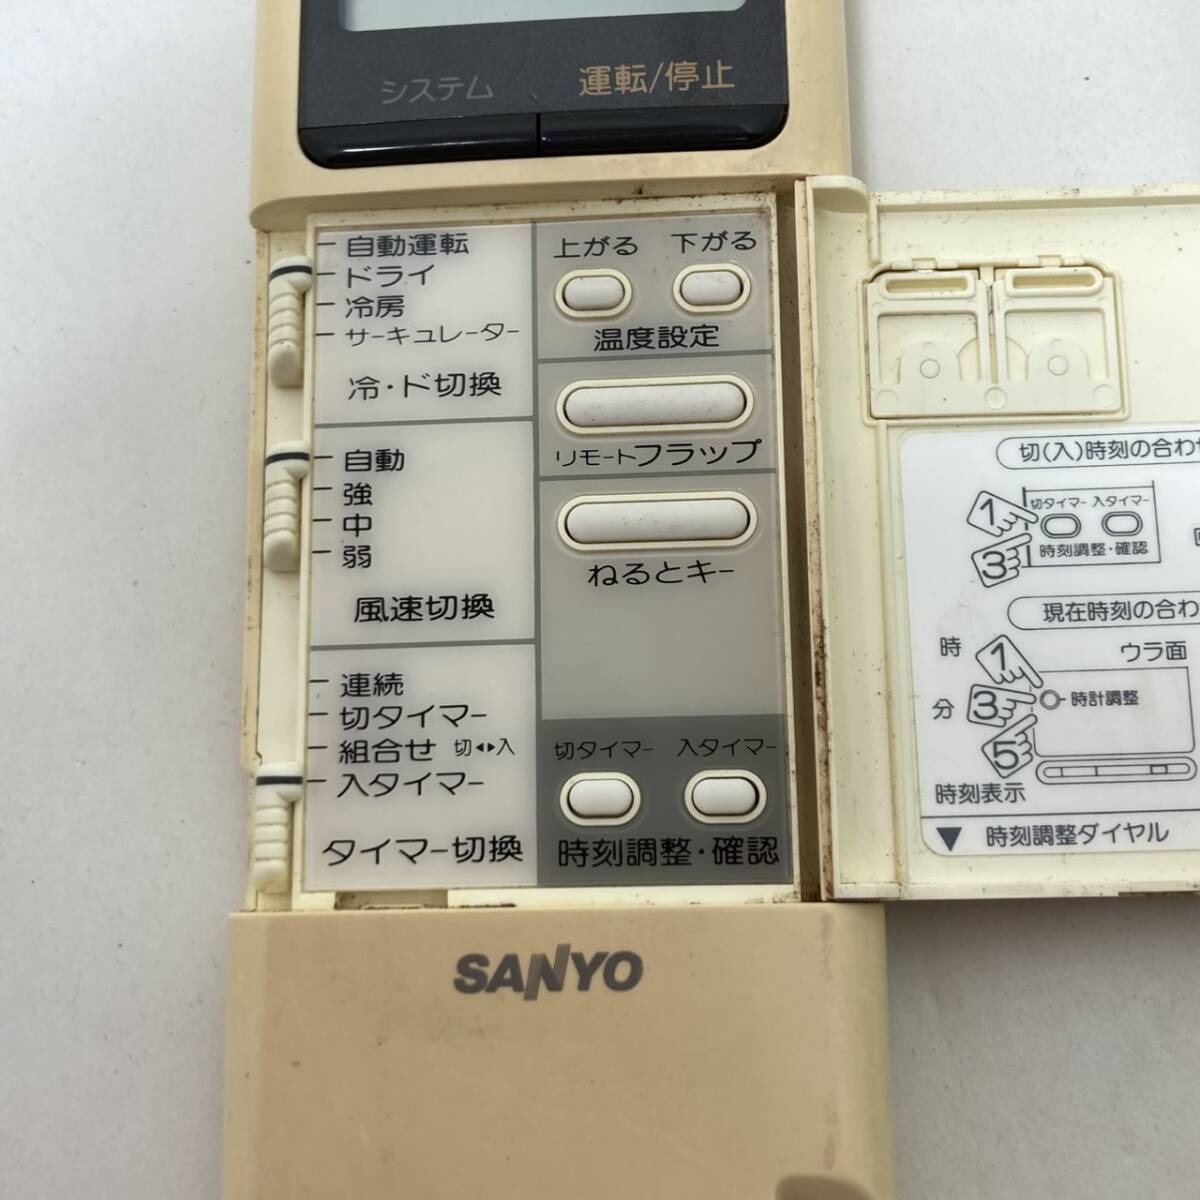 システム 運転/停止
自動運転
ドライ
冷房
サーキュレーター
冷・ド切換
自動
強
中
弱
風速切換
連続
切タイマー
組合せ 切◂▸入
入タイマー
タイマー切換
上がる 下がる
温度設定
リモートフラップ
ねるとキー
切タイマー 入タイマー
時刻調整・確認
SANYO
切(入)時刻の合わ
1 切タイマー 入タイマー
3 時刻調整・確認
現在時刻の合わ
時 1 ウラ面
分 3 時計調整
5
時刻表示
▼ 時刻調整ダイヤル